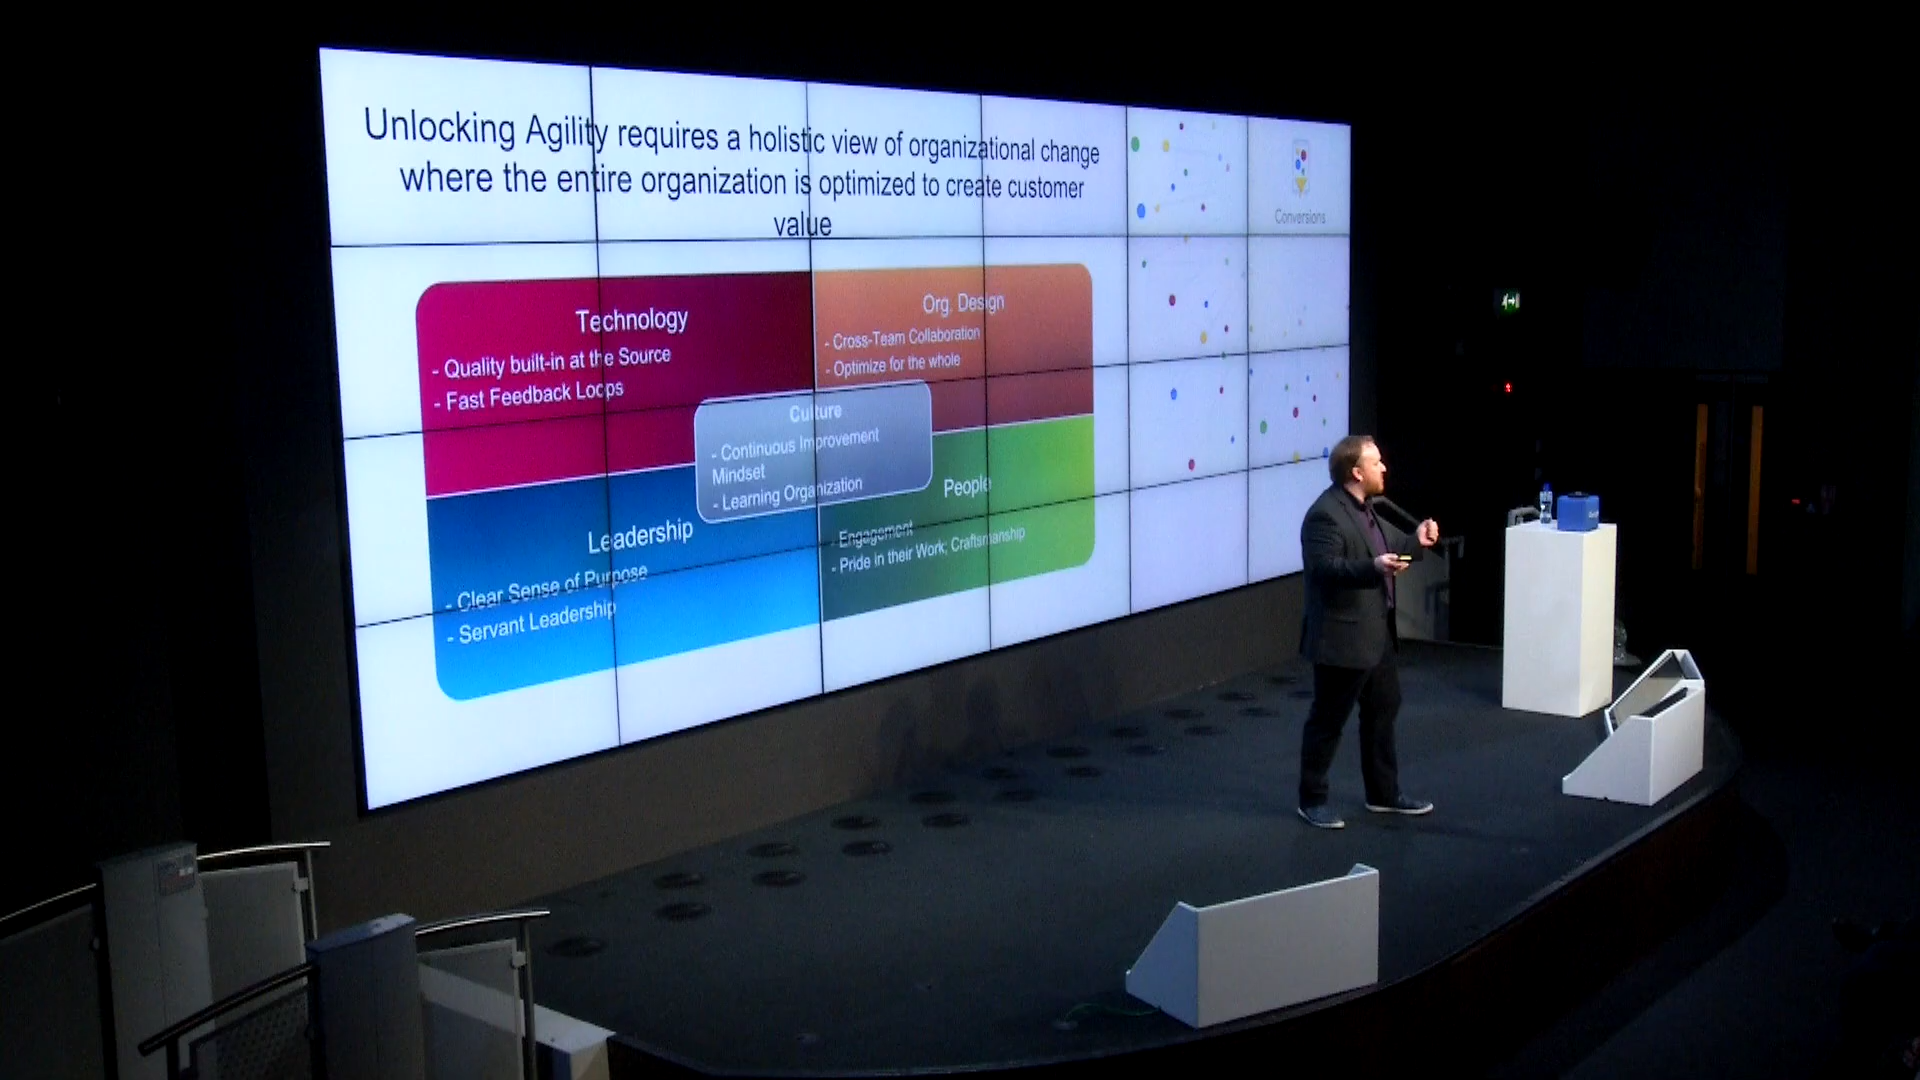 Unlocking Agility requires a holistic view of organizational change
where the entire organization is optimized to create customer
value
Conversions
Technology
- Quality built-in at the Source
- Fast Feedback Loops
Org. Design
- Cross-Team Collaboration
- Optimize for the whole
Culture
- Continuous Improvement
Mindset
- Learning Organization
Leadership
- Clear Sense of Purpose
- Servant Leadership
People
- Engagement
- Pride in their Work; Craftsmanship